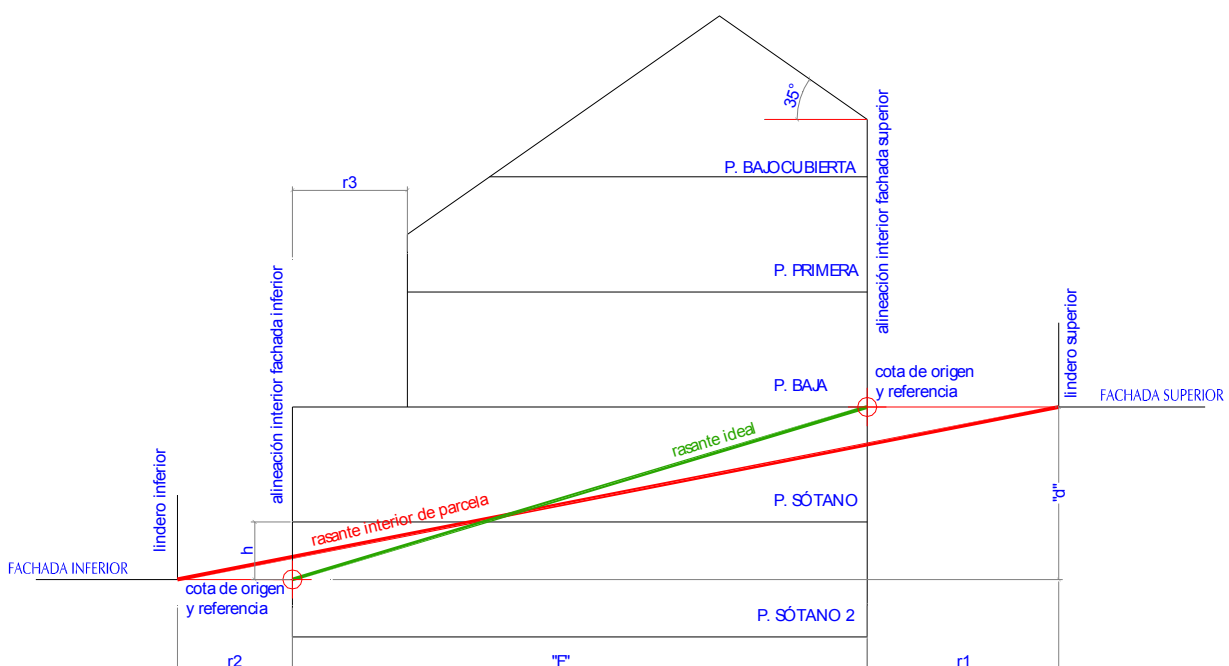 35°
alineación interior fachada superior
P. BAJOCUBIERTA
r3
P. PRIMERA
alineación interior fachada inferior
lindero superior
cota de origen
y referencia
P. BAJA
FACHADA SUPERIOR
rasante ideal
lindero inferior
rasante interior de parcela
P. SÓTANO
"d"
h
FACHADA INFERIOR
cota de origen
y referencia
P. SÓTANO 2
r2
"F"
r1